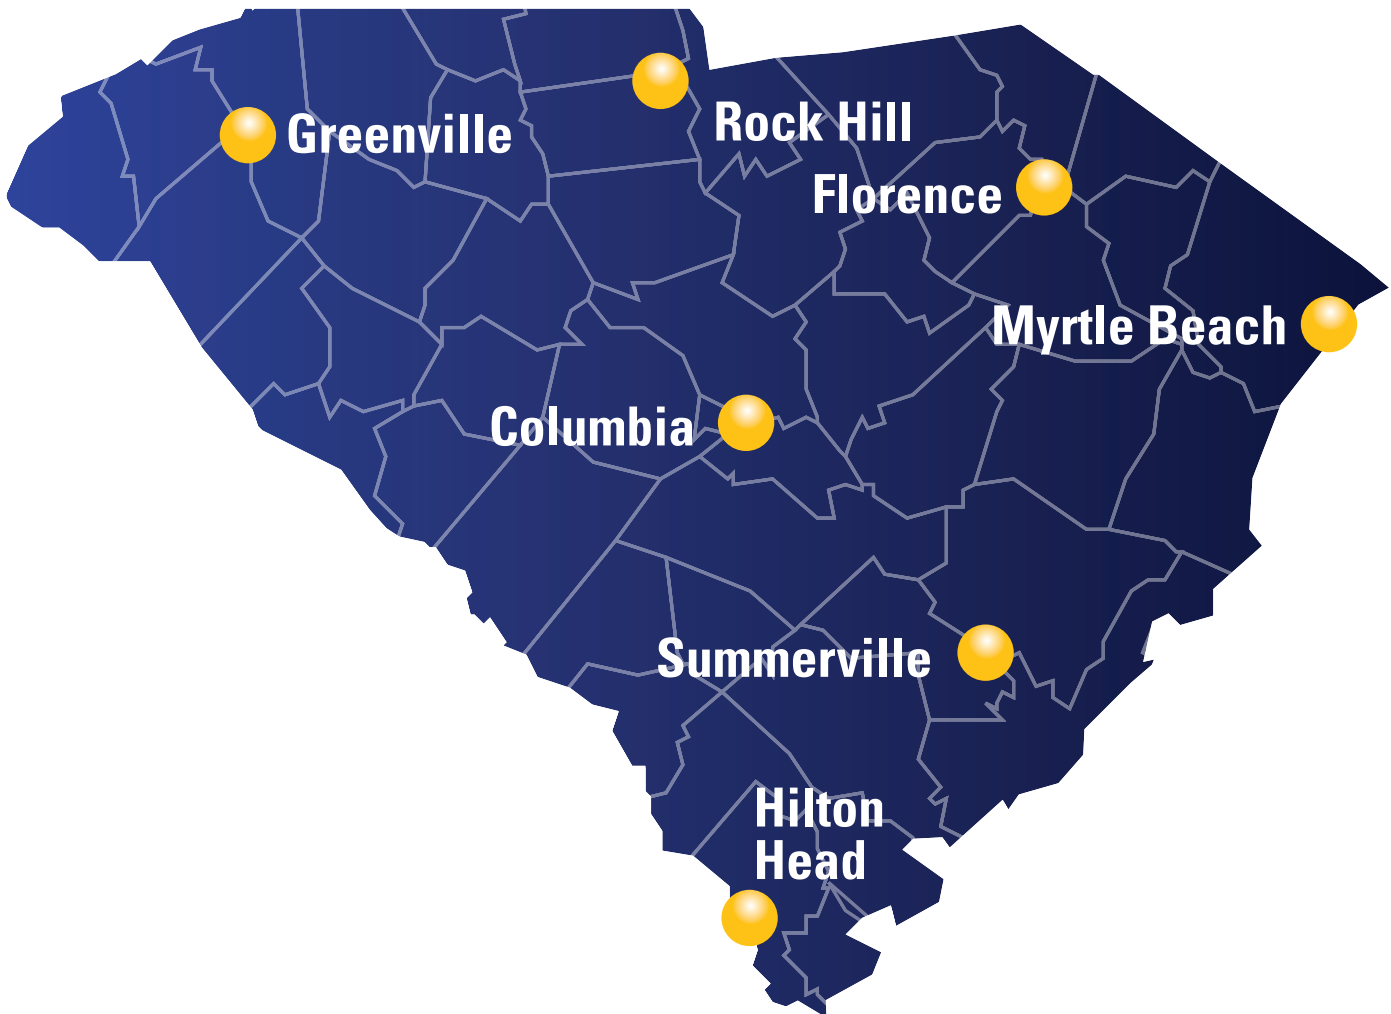 Rock Hill
Greenville
Florence
Myrtle Beach
Columbia
Summerville
Hilton
Head